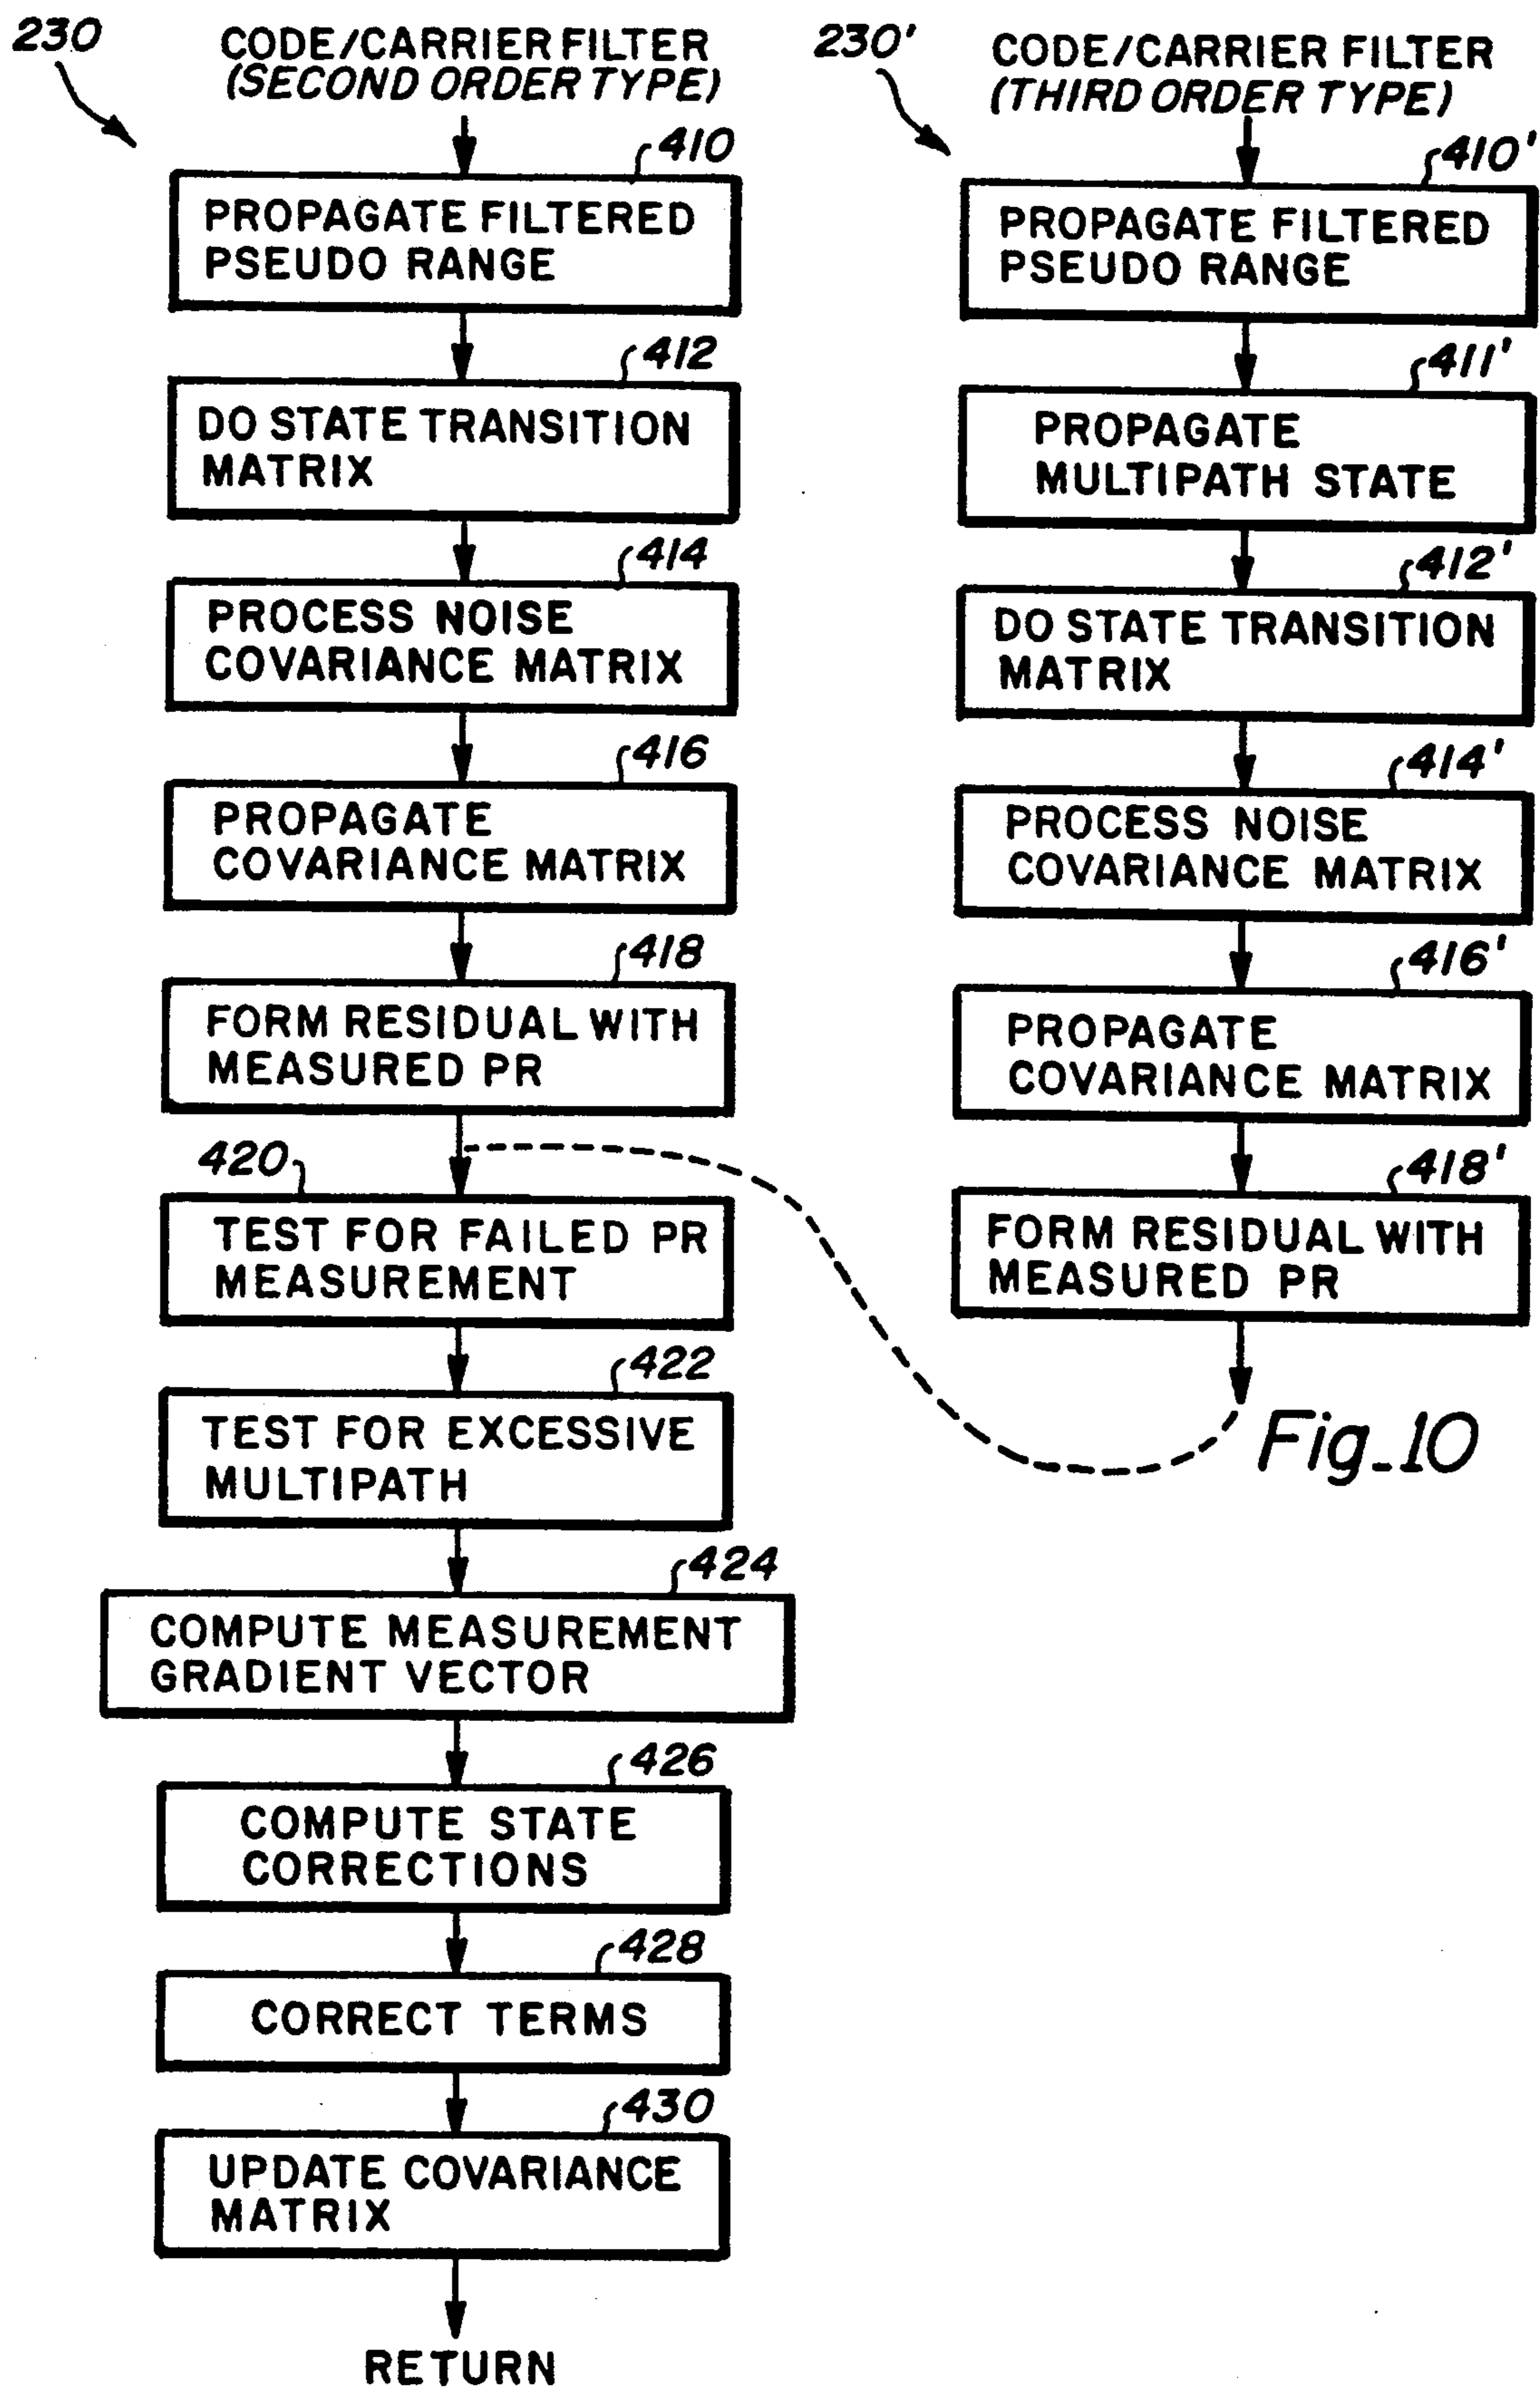 230
CODE/CARRIER FILTER
(SECOND ORDER TYPE)
410
PROPAGATE FILTERED
PSEUDO RANGE
412
DO STATE TRANSITION
MATRIX
414
PROCESS NOISE
COVARIANCE MATRIX
416
PROPAGATE
COVARIANCE MATRIX
418
FORM RESIDUAL WITH
MEASURED PR
420
TEST FOR FAILED PR
MEASUREMENT
422
TEST FOR EXCESSIVE
MULTIPATH
424
COMPUTE MEASUREMENT
GRADIENT VECTOR
426
COMPUTE STATE
CORRECTIONS
428
CORRECT TERMS
430
UPDATE COVARIANCE
MATRIX
RETURN
230'
CODE/CARRIER FILTER
(THIRD ORDER TYPE)
410'
PROPAGATE FILTERED
PSEUDO RANGE
411'
PROPAGATE
MULTIPATH STATE
412'
DO STATE TRANSITION
MATRIX
414'
PROCESS NOISE
COVARIANCE MATRIX
416'
PROPAGATE
COVARIANCE MATRIX
418'
FORM RESIDUAL WITH
MEASURED PR
Fig_10